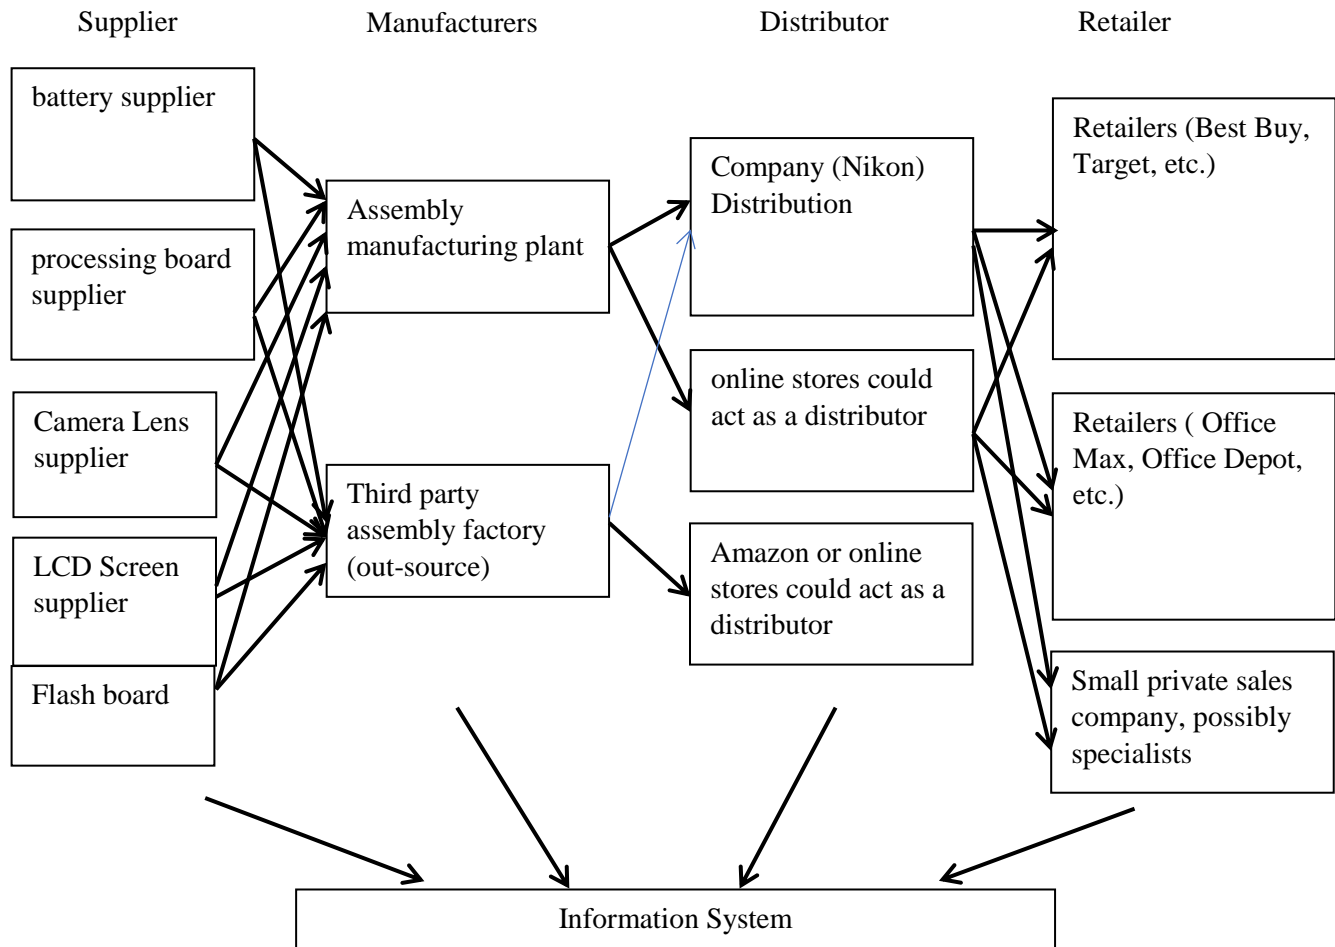 Supplier
Manufacturers
Distributor
Retailer
battery supplier
processing board
supplier
Camera Lens
supplier
LCD Screen
supplier
Flash board
Assembly
manufacturing plant
Third party
assembly factory
(out-source)
Company (Nikon)
Distribution
online stores could
act as a distributor
Amazon or online
stores could act as a
distributor
Retailers (Best Buy,
Target, etc.)
Retailers ( Office
Max, Office Depot,
etc.)
Small private sales
company, possibly
specialists
Information System